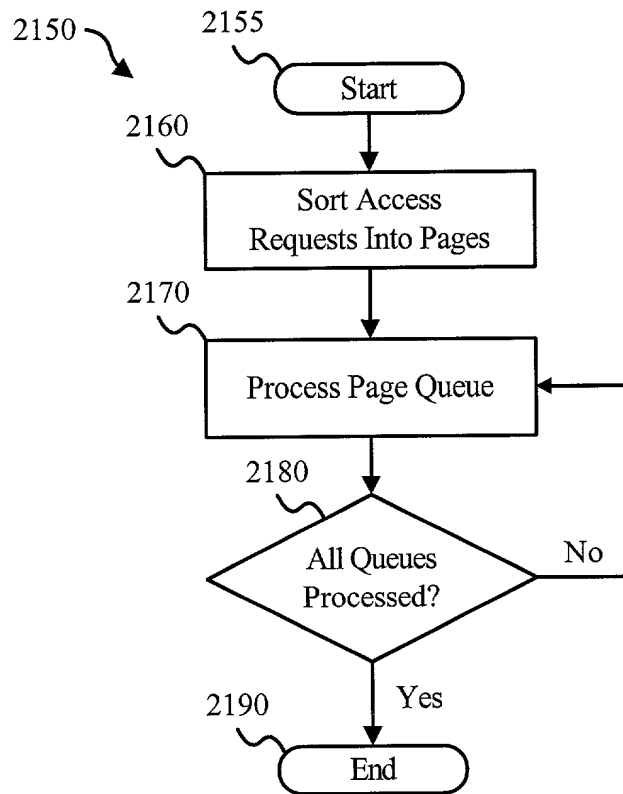 2150
2155
Start
2160
Sort Access
Requests Into Pages
2170
Process Page Queue
2180
All Queues
Processed?
No
Yes
2190
End